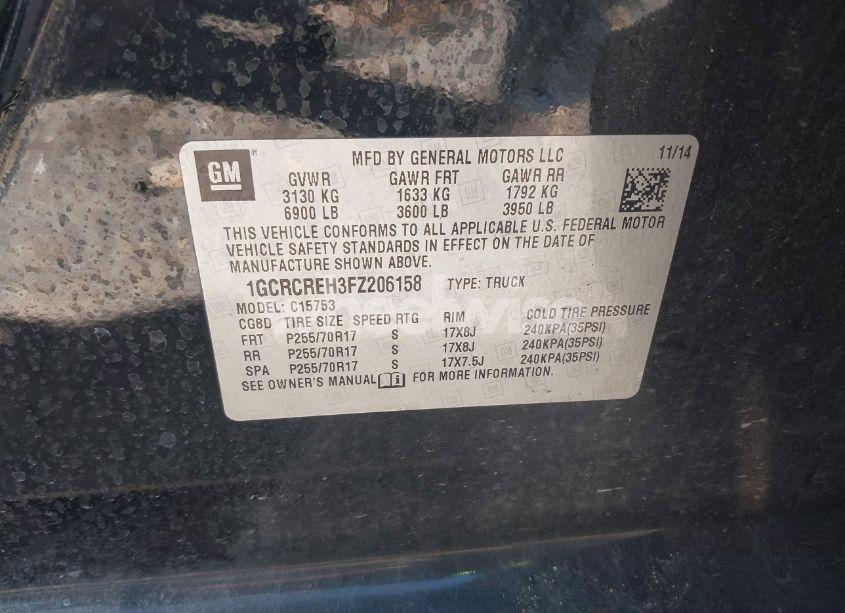 GM
MFD BY GENERAL MOTORS LLC 11/14
GVWR GAWR FRT GAWR RR
3130 KG 1633 KG 1792 KG
6900 LB 3600 LB 3950 LB
THIS VEHICLE CONFORMS TO ALL APPLICABLE U.S. FEDERAL MOTOR
VEHICLE SAFETY STANDARDS IN EFFECT ON THE DATE OF
MANUFACTURE SHOWN ABOVE.
1GCRCREH3FZ206158 TYPE: TRUCK
MODEL: C15753
CG8D TIRE SIZE SPEED RTG RIM COLD TIRE PRESSURE
FRT P255/70R17 S 17X8J 240KPA(35PSI)
RR P255/70R17 S 17X8J 240KPA(35PSI)
SPA P255/70R17 S 17X7.5J 240KPA(35PSI)
SEE OWNER'S MANUAL FOR MORE INFORMATION.